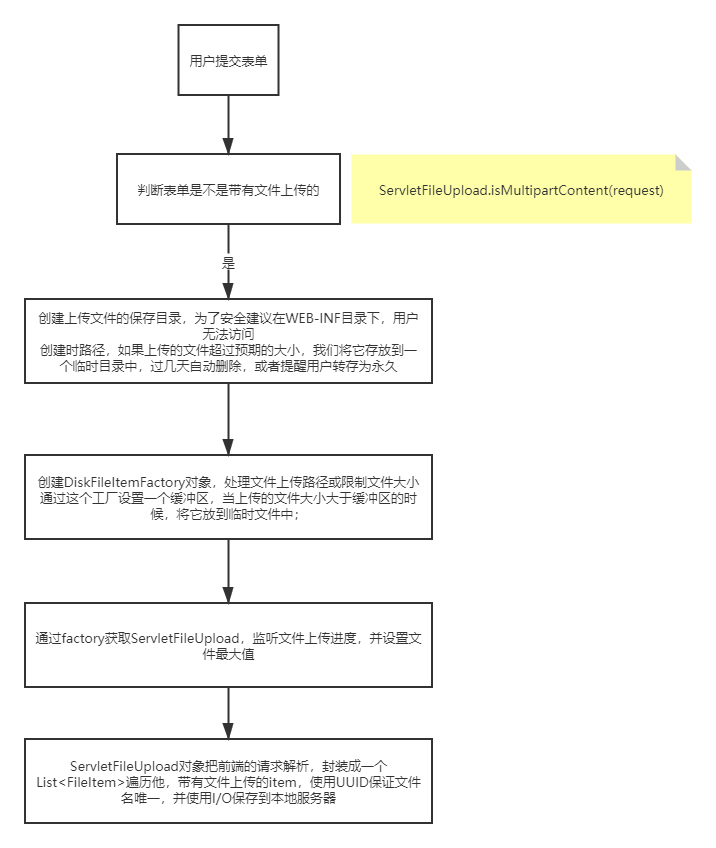 用户提交表单
判断表单是不是带有文件上传的
ServletFileUpload.isMultipartContent(request)
是
创建上传文件的保存目录，为了安全建议在WEB-INF目录下，用户
无法访问
创建时路径，如果上传的文件超过预期的大小，我们将它存放到一
个临时目录中，过几天自动删除，或者提醒用户转存为永久
创建DiskFileItemFactory对象，处理文件上传路径或限制文件大小
通过这个工厂设置一个缓冲区，当上传的文件大小大于缓冲区的时
候，将它放到临时文件中；
通过factory获取ServletFileUpload，监听文件上传进度，并设置文
件最大值
ServletFileUpload对象把前端的请求解析，封装成一个
List<FileItem>遍历他，带有文件上传的item，使用UUID保证文件
名唯一，并使用I/O保存到本地服务器